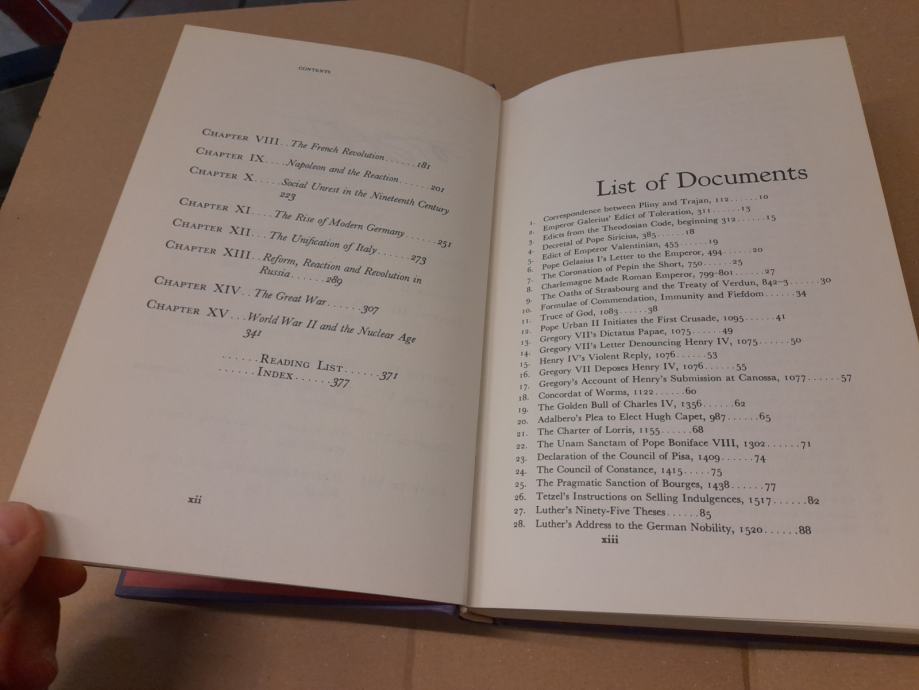 CONTENTS
CHAPTER VIII..The French Revolution......181
CHAPTER IX....Napoleon and the Reaction......201
CHAPTER X.....Social Unrest in the Nineteenth Century
223
CHAPTER XI....The Rise of Modern Germany......251
CHAPTER XII...The Unification of Italy......273
CHAPTER XIII..Reform, Reaction and Revolution in
Russia......289
CHAPTER XIV..The Great War......307
CHAPTER XV...World War II and the Nuclear Age
341
......READING LIST......371
......INDEX......377
xii
List of Documents
1. Correspondence between Pliny and Trajan, 112......10
2. Emperor Galerius' Edict of Toleration, 311......13
3. Edicts from the Theodosian Code, beginning 312......15
4. Decretal of Pope Siricius, 385......18
5. Edict of Emperor Valentinian, 455......19
6. Pope Gelasius I's Letter to the Emperor, 494......20
7. The Coronation of Pepin the Short, 750......25
8. Charlemagne Made Roman Emperor, 799-801......27
9. The Oaths of Strasbourg and the Treaty of Verdun, 842-3......30
10. Formulae of Commendation, Immunity and Fiefdom......34
11. Truce of God, 1083......38
12. Pope Urban II Initiates the First Crusade, 1095......41
13. Gregory VII's Dictatus Papae, 1075......49
14. Gregory VII's Letter Denouncing Henry IV, 1075......50
15. Henry IV's Violent Reply, 1076......53
16. Gregory VII Deposes Henry IV, 1076......55
17. Gregory's Account of Henry's Submission at Canossa, 1077......57
18. Concordat of Worms, 1122......60
19. The Golden Bull of Charles IV, 1356......62
20. Adalbero's Plea to Elect Hugh Capet, 987......65
21. The Charter of Lorris, 1155......68
22. The Unam Sanctam of Pope Boniface VIII, 1302......71
23. Declaration of the Council of Pisa, 1409......74
24. The Council of Constance, 1415......75
25. The Pragmatic Sanction of Bourges, 1438......77
26. Tetzel's Instructions on Selling Indulgences, 1517......82
27. Luther's Ninety-Five Theses......85
28. Luther's Address to the German Nobility, 1520......88
xiii